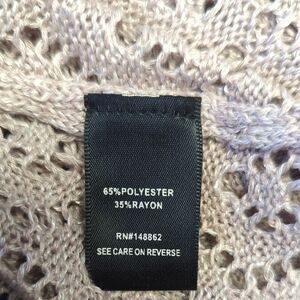 65%POLYESTER
35%RAYON
RN#148862
SEE CARE ON REVERSE